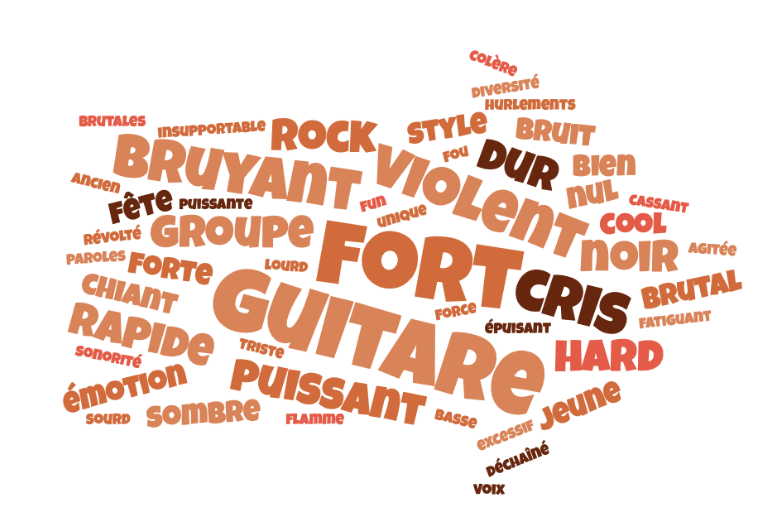 colère
Diversité
Hurlements
Brutales
insupportable
ROCK
Style
Bruit
Bruyant
Violent
fou
Dur
Bien
Ancien
Fête
puissante
fun
unique
nul
cassant
cool
Révolté
Groupe
FORT
noir
Agitée
Paroles
forte
lourd
chiant
GUITARe
force
CRIS
Brutal
Rapide
épuisant
fatiguant
Sonorité
triste
HARD
émotion
puissant
Jeune
sourd
sombre
flamme
Basse
excessif
déchaîné
voix